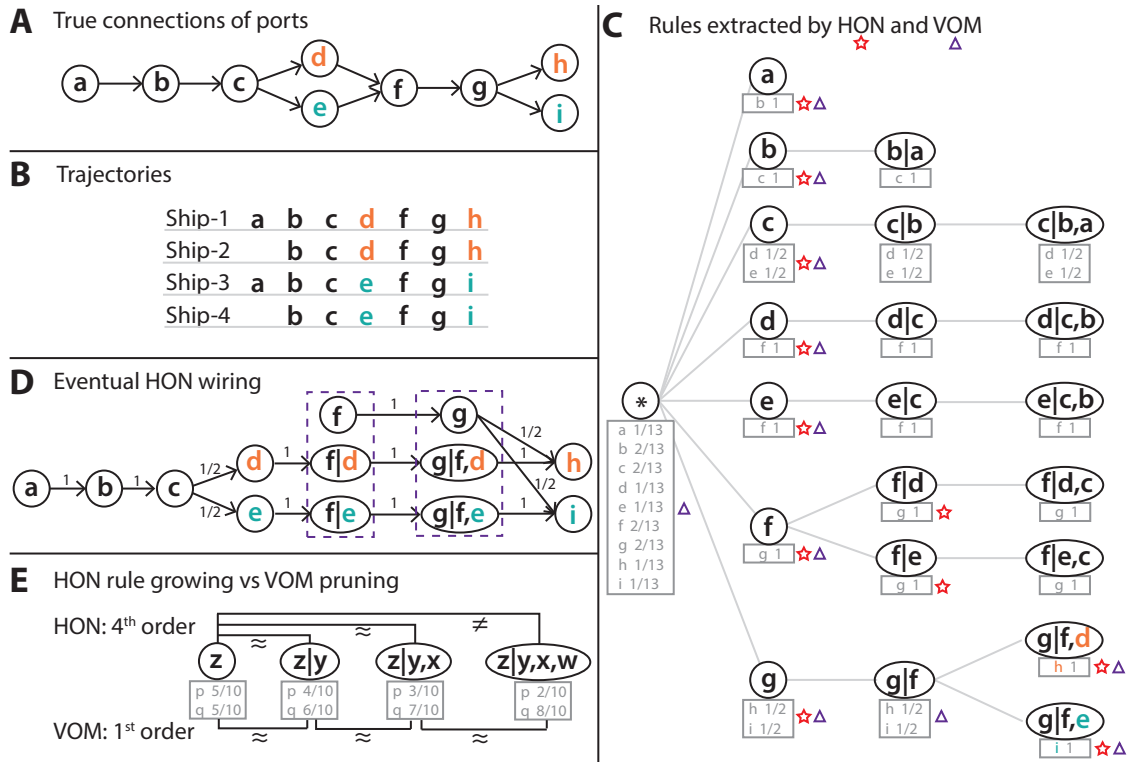 A True connections of ports
a b c d e f g h i
B Trajectories
Ship-1 a b c d f g h
Ship-2 b c d f g h
Ship-3 a b c e f g i
Ship-4 b c e f g i
D Eventual HON wiring
f 1 g
1/2
a 1 b 1 c 1/2 d 1 f|d 1 g|f,d 1 h
1/2
1/2 e 1 f|e 1 g|f,e 1 i
E HON rule growing vs VOM pruning
HON: 4th order
≈ ≈ ≠
z z|y z|y,x z|y,x,w
p 5/10 p 4/10 p 3/10 p 2/10
q 5/10 q 6/10 q 7/10 q 8/10
VOM: 1st order
≈ ≈ ≈
C Rules extracted by HON and VOM
a
b 1
b b|a
c 1 c 1
c c|b c|b,a
d 1/2 d 1/2 d 1/2
e 1/2 e 1/2 e 1/2
d d|c d|c,b
f 1 f 1 f 1
*
e e|c e|c,b
f 1 f 1 f 1
a 1/13
b 2/13
c 2/13
d 1/13
e 1/13
f 2/13
g 2/13
h 1/13
i 1/13
f|d f|d,c
g 1 g 1
f
g 1
f|e f|e,c
g 1 g 1
g|f,d
h 1
g g|f
h 1/2 h 1/2
i 1/2 i 1/2
g|f,e
i 1